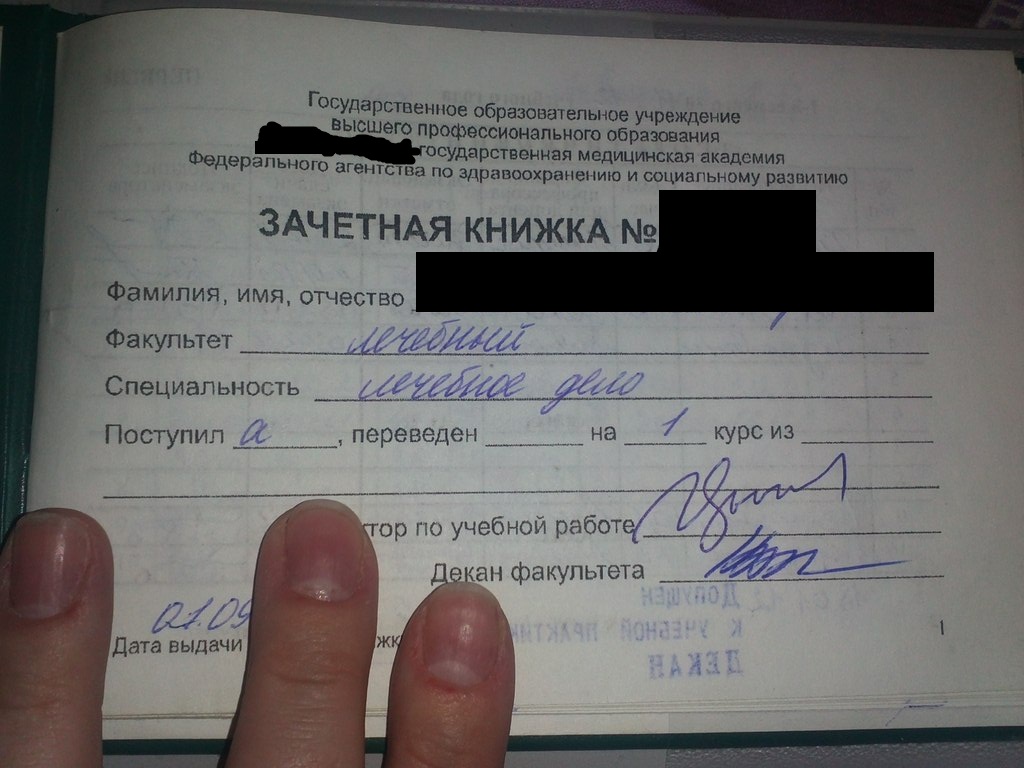 Государственное образовательное учреждение
высшего профессионального образования
государственная медицинская академия
Федерального агентства по здравоохранению и социальному развитию
ЗАЧЕТНАЯ КНИЖКА №
Фамилия, имя, отчество
Факультет лечебный
Специальность лечебное дело
Поступил а, переведен на 1 курс из
тор по учебной работе
Декан факультета
01.09
Дата выдачи
ДОПУЩЕН
К УЧЕБНОЙ ПРАКТИК
ДЕКАН
1